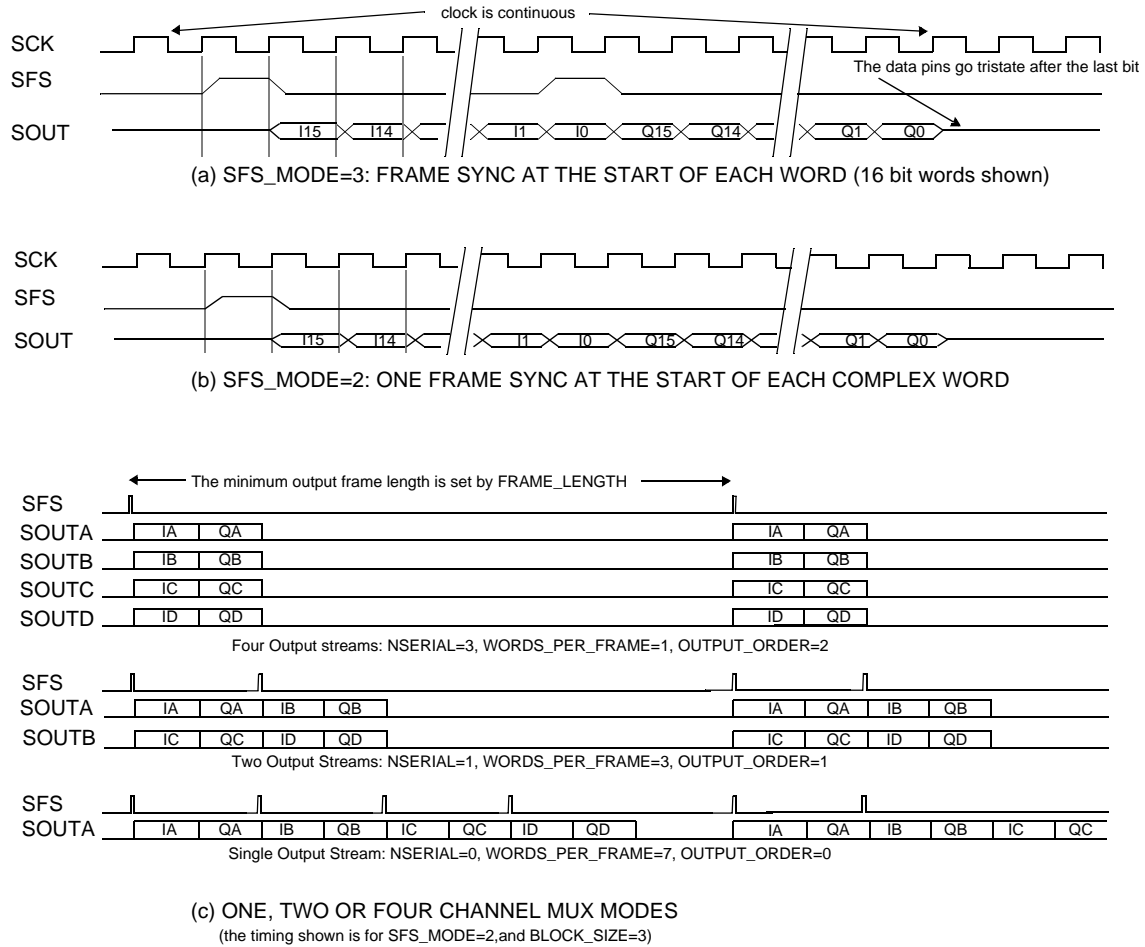 clock is continuous
SCK
SFS
The data pins go tristate after the last bit
SOUT I15 I14 I1 I0 Q15 Q14 Q1 Q0
(a) SFS_MODE=3: FRAME SYNC AT THE START OF EACH WORD (16 bit words shown)
SCK
SFS
SOUT I15 I14 I1 I0 Q15 Q14 Q1 Q0
(b) SFS_MODE=2: ONE FRAME SYNC AT THE START OF EACH COMPLEX WORD
The minimum output frame length is set by FRAME_LENGTH
SFS
SOUTA IA QA IA QA
SOUTB IB QB IB QB
SOUTC IC QC IC QC
SOUTD ID QD ID QD
Four Output streams: NSERIAL=3, WORDS_PER_FRAME=1, OUTPUT_ORDER=2
SFS
SOUTA IA QA IB QB IA QA IB QB
SOUTB IC QC ID QD IC QC ID QD
Two Output Streams: NSERIAL=1, WORDS_PER_FRAME=3, OUTPUT_ORDER=1
SFS
SOUTA IA QA IB QB IC QC ID QD IA QA IB QB IC QC
Single Output Stream: NSERIAL=0, WORDS_PER_FRAME=7, OUTPUT_ORDER=0
(c) ONE, TWO OR FOUR CHANNEL MUX MODES
(the timing shown is for SFS_MODE=2,and BLOCK_SIZE=3)